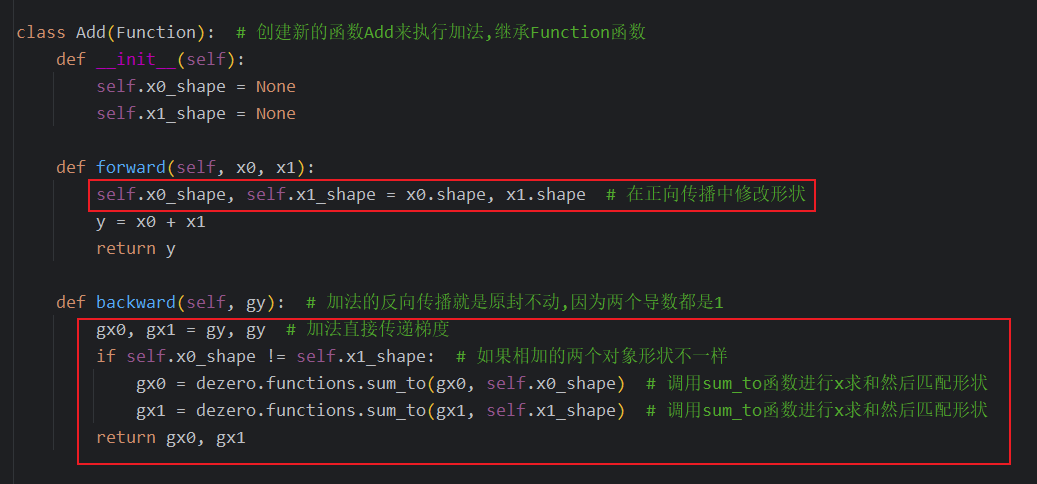 class Add(Function):  # 创建新的函数Add来执行加法,继承Function函数
def __init__(self):
self.x0_shape = None
self.x1_shape = None
def forward(self, x0, x1):
self.x0_shape, self.x1_shape = x0.shape, x1.shape  # 在正向传播中修改形状
y = x0 + x1
return y
def backward(self, gy):  # 加法的反向传播就是原封不动,因为两个导数都是1
gx0, gx1 = gy, gy  # 加法直接传递梯度
if self.x0_shape != self.x1_shape:  # 如果相加的两个对象形状不一样
gx0 = dezero.functions.sum_to(gx0, self.x0_shape)  # 调用sum_to函数进行x求和然后匹配形状
gx1 = dezero.functions.sum_to(gx1, self.x1_shape)  # 调用sum_to函数进行x求和然后匹配形状
return gx0, gx1